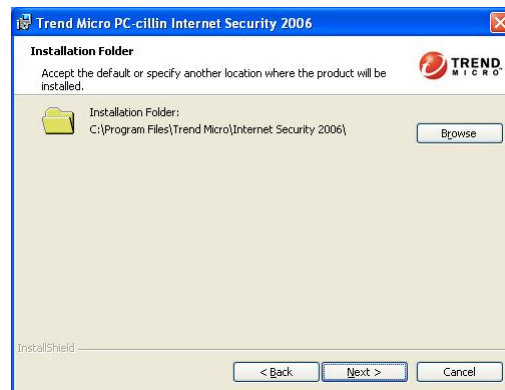 Trend Micro PC-cillin Internet Security 2006
Installation Folder
Accept the default or specify another location where the product will be
installed.
TREND
MICRO
Installation Folder:
C:\Program Files\Trend Micro\Internet Security 2006\
Browse
InstallShield
< Back
Next >
Cancel